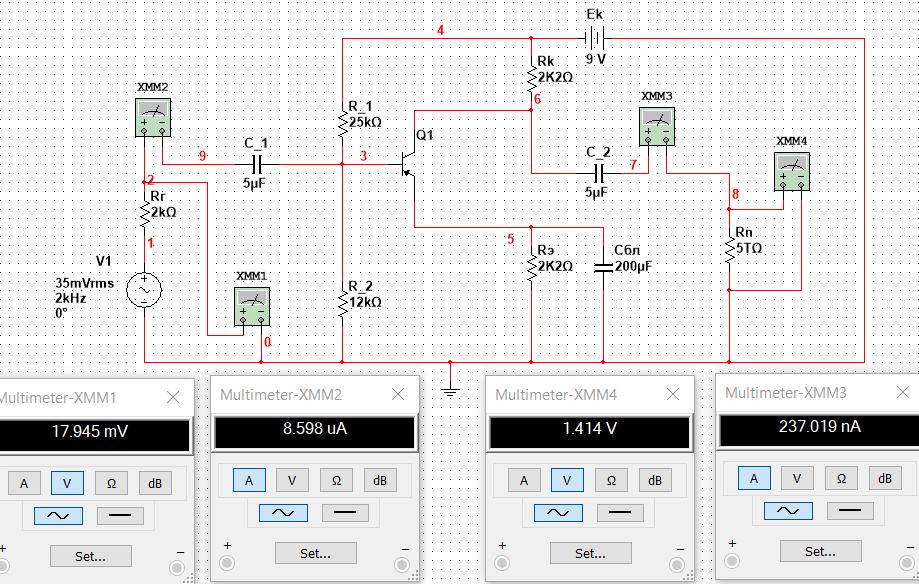 Ek
4
9 V
Rk
2K2Ω
6
XMM2
XMM3
R_1
25kΩ
Q1
XMM4
C_1
9
3
5µF
C_2
7
5µF
2
Rг
2kΩ
8
1
5
Rн
5TΩ
V1
35mVrms
2kHz
0°
XMM1
Rэ
2K2Ω
Cбл
200µF
R_2
12kΩ
0
Multimeter-XMM1
17.945 mV
A V Ω dB
+ Set... −
Multimeter-XMM2
8.598 uA
A V Ω dB
+ Set... −
Multimeter-XMM4
1.414 V
A V Ω dB
+ Set... −
Multimeter-XMM3
237.019 nA
A V Ω dB
+ Set... −